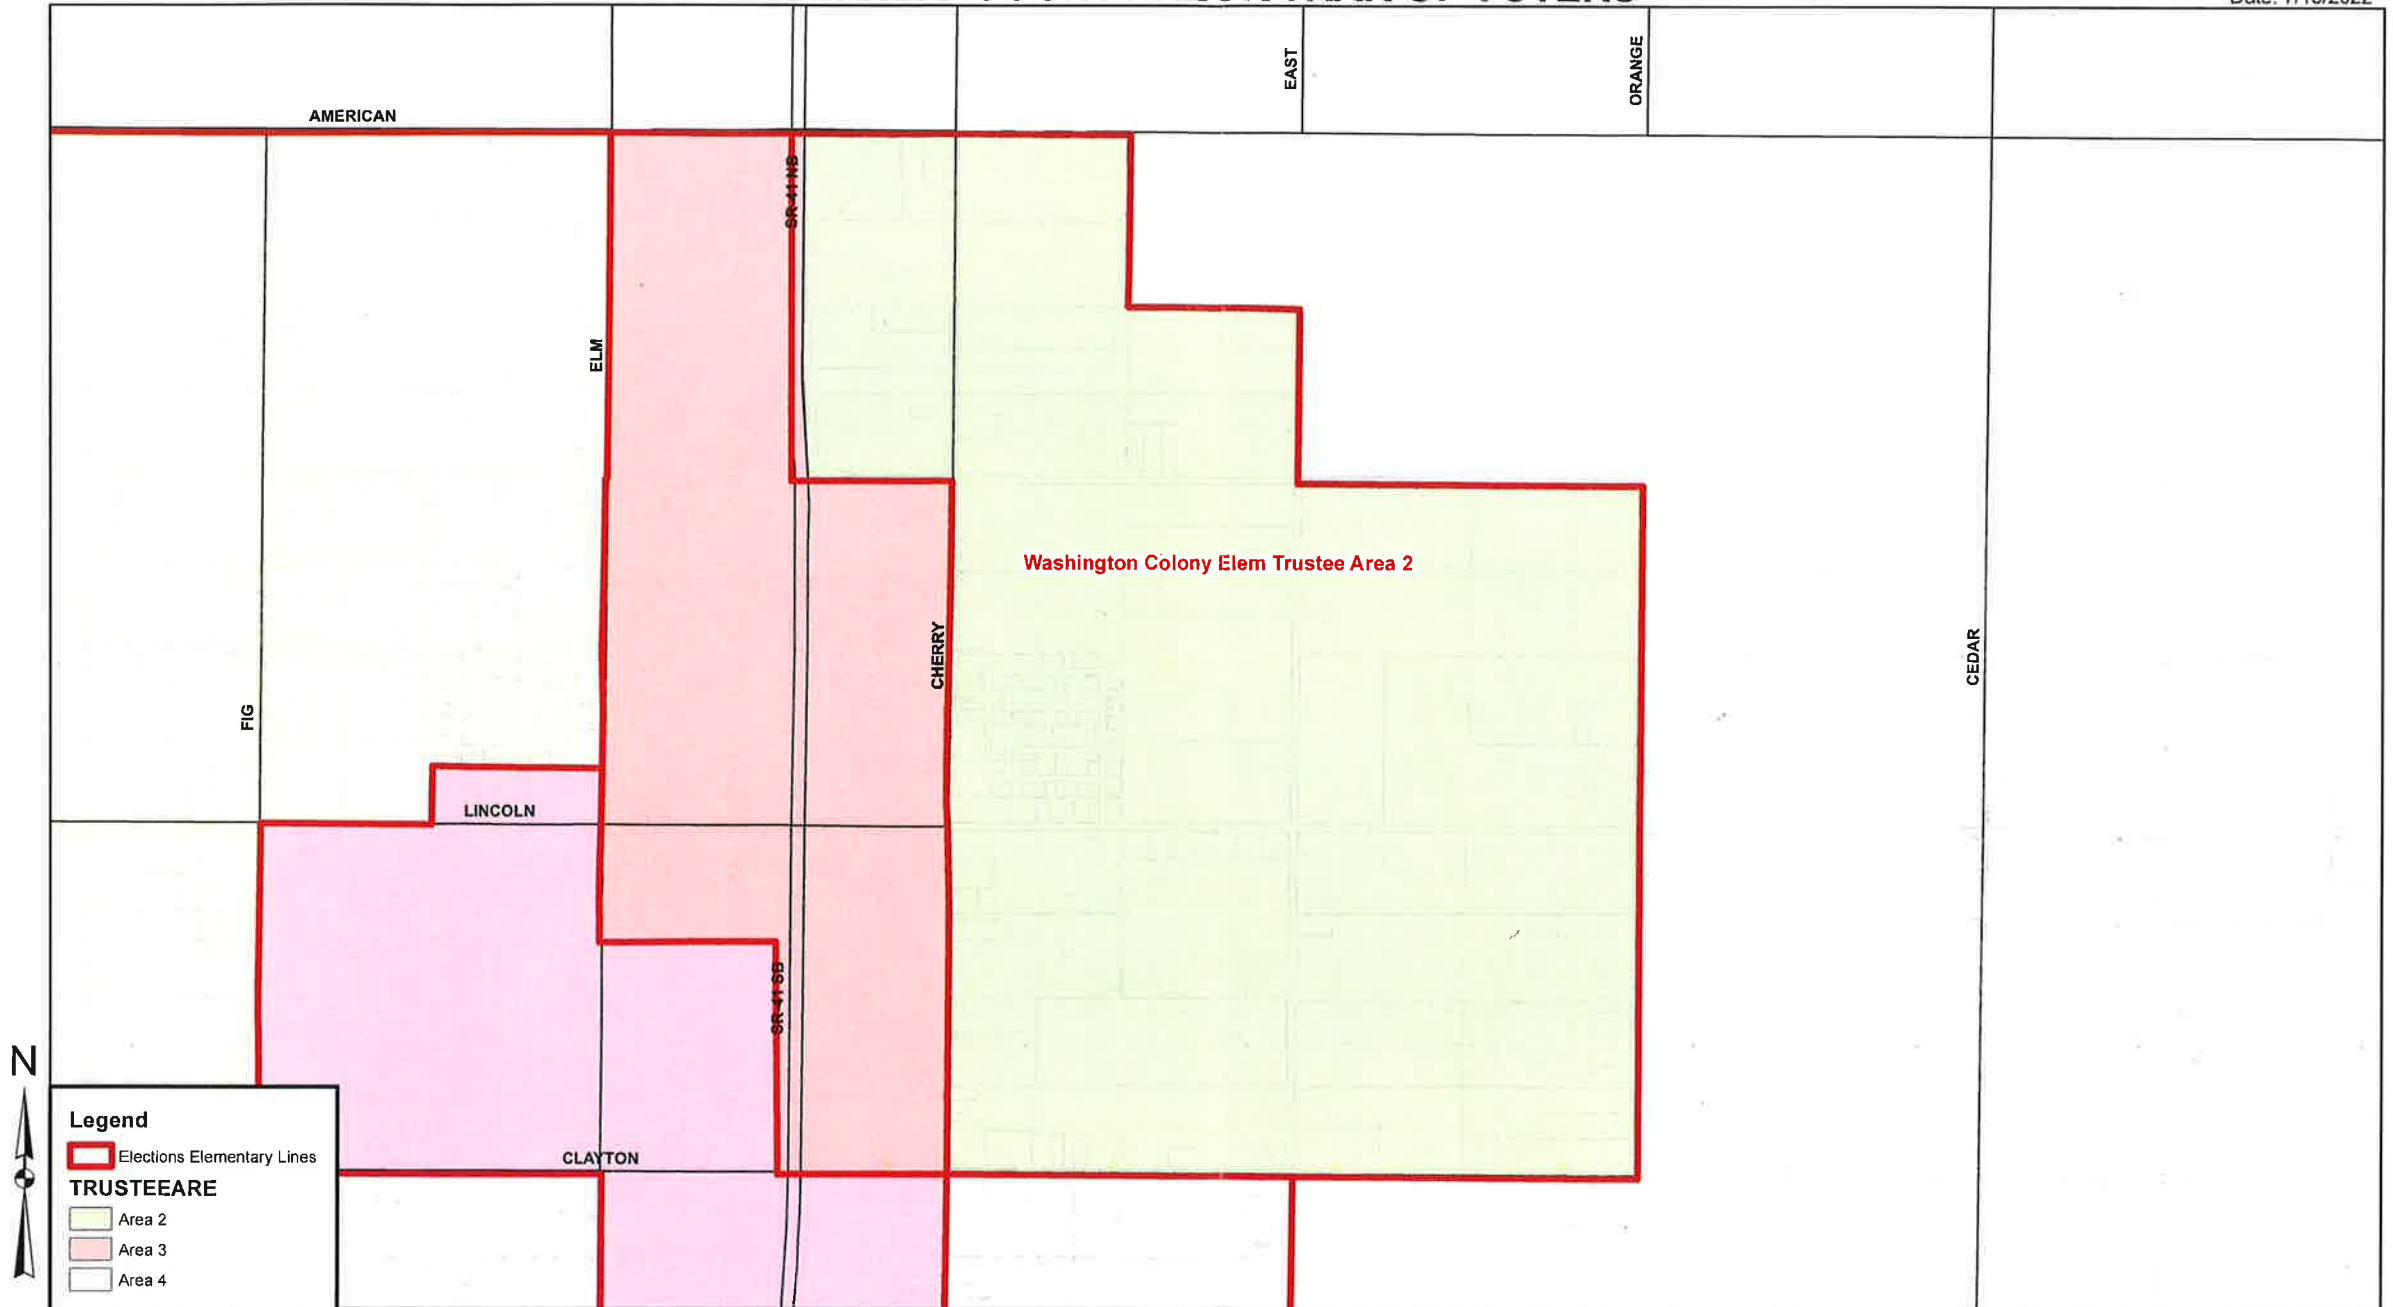 EAST
ORANGE
AMERICAN
SR 41 NB
ELM
Washington Colony Elem Trustee Area 2
CHERRY
CEDAR
FIG
LINCOLN
SR 41 SB
N
CLAYTON
Legend
Elections Elementary Lines
TRUSTEEARE
Area 2
Area 3
Area 4